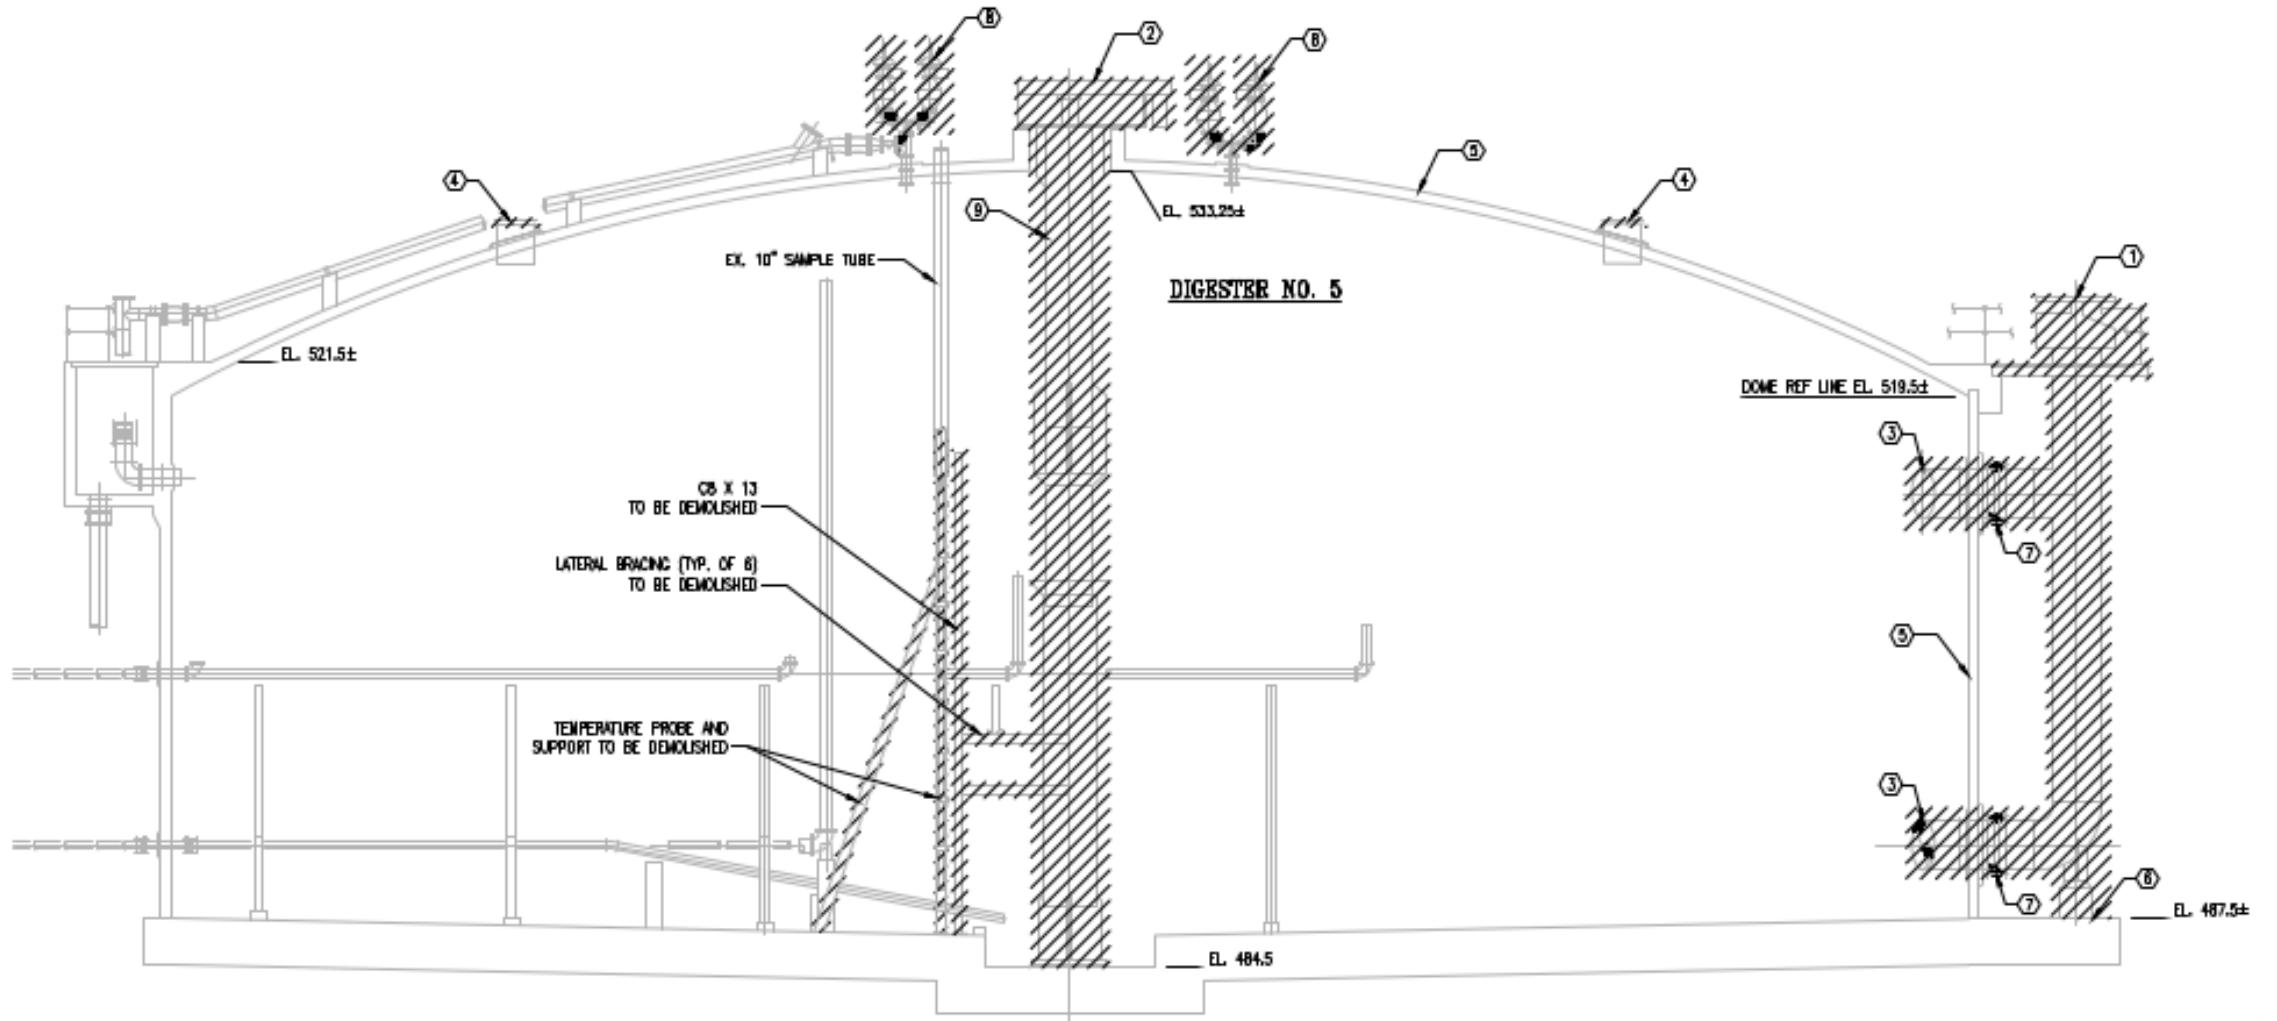 8
2
8
5
4
4
9
EL. 533.25±
EX. 10" SAMPLE TUBE
DIGESTER NO. 5
1
EL. 521.5±
DOME REF LINE EL. 519.5±
3
C8 X 13
TO BE DEMOLISHED
7
LATERAL BRACING (TYP. OF 6)
TO BE DEMOLISHED
5
TEMPERATURE PROBE AND
SUPPORT TO BE DEMOLISHED
3
6
7
EL. 487.5±
EL. 484.5